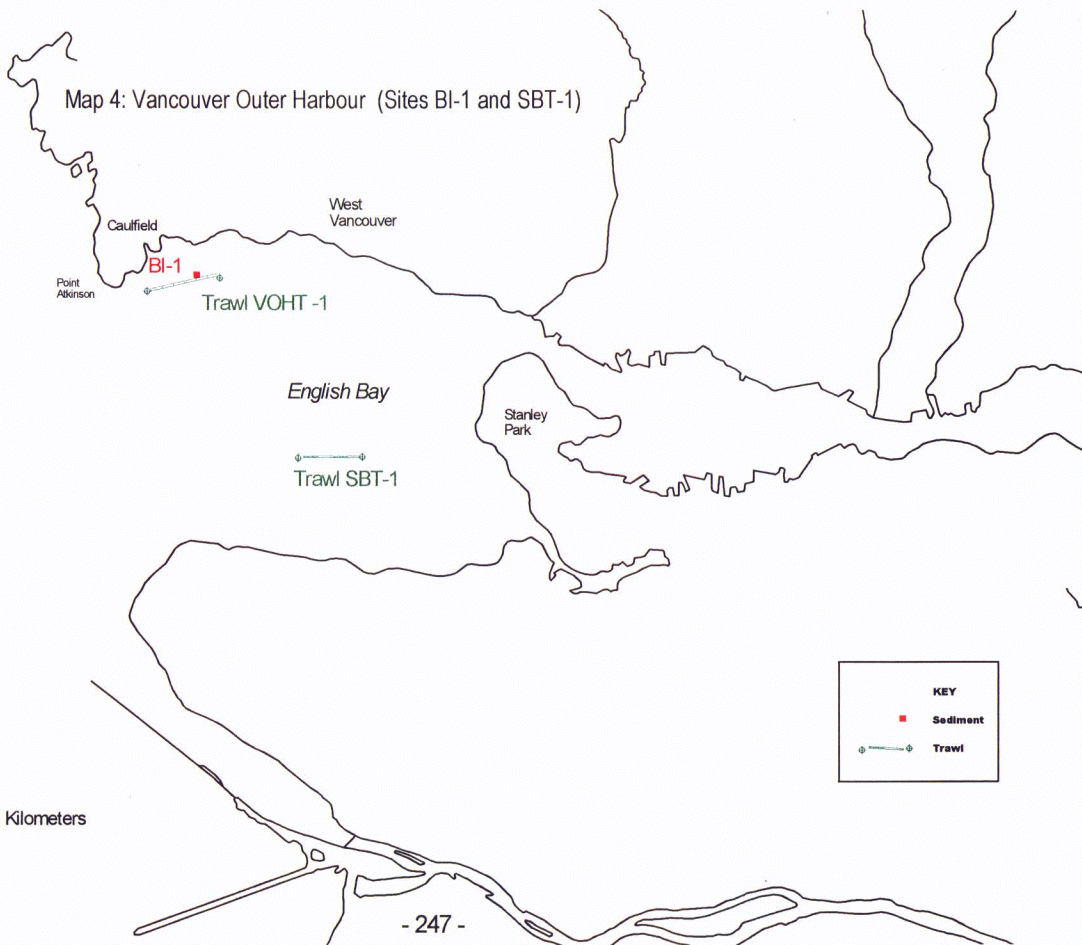 Map 4: Vancouver Outer Harbour (Sites BI-1 and SBT-1)
West
Vancouver
Caulfield
BI-1
Point
Atkinson
Trawl VOHT -1
English Bay
Stanley
Park
Trawl SBT-1
KEY
Sediment
Trawl
Kilometers
- 247 -